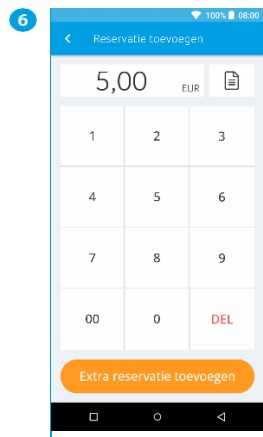 6
100% 08:00
Reservatie toevoegen
5,00 EUR
1 2 3
4 5 6
7 8 9
00 0 DEL
Extra reservatie toevoegen